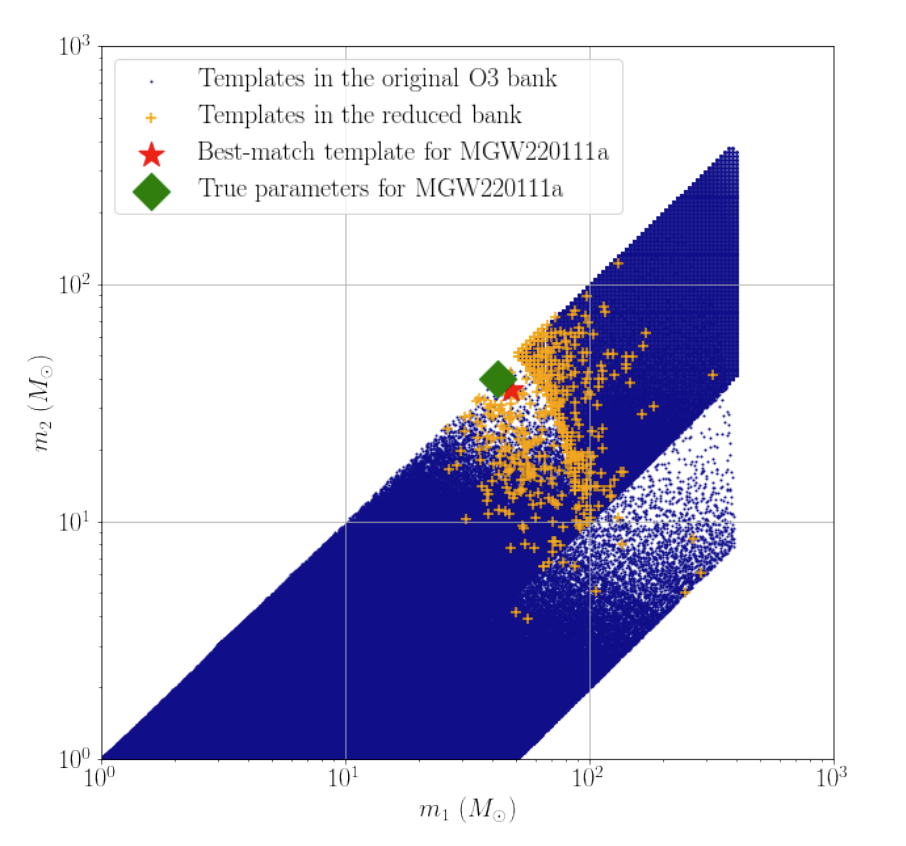 10³
Templates in the original O3 bank
Templates in the reduced bank
Best-match template for MGW220111a
True parameters for MGW220111a
10²
m₂ (M☉)
10¹
10⁰
10⁰ 10¹ 10² 10³
m₁ (M☉)